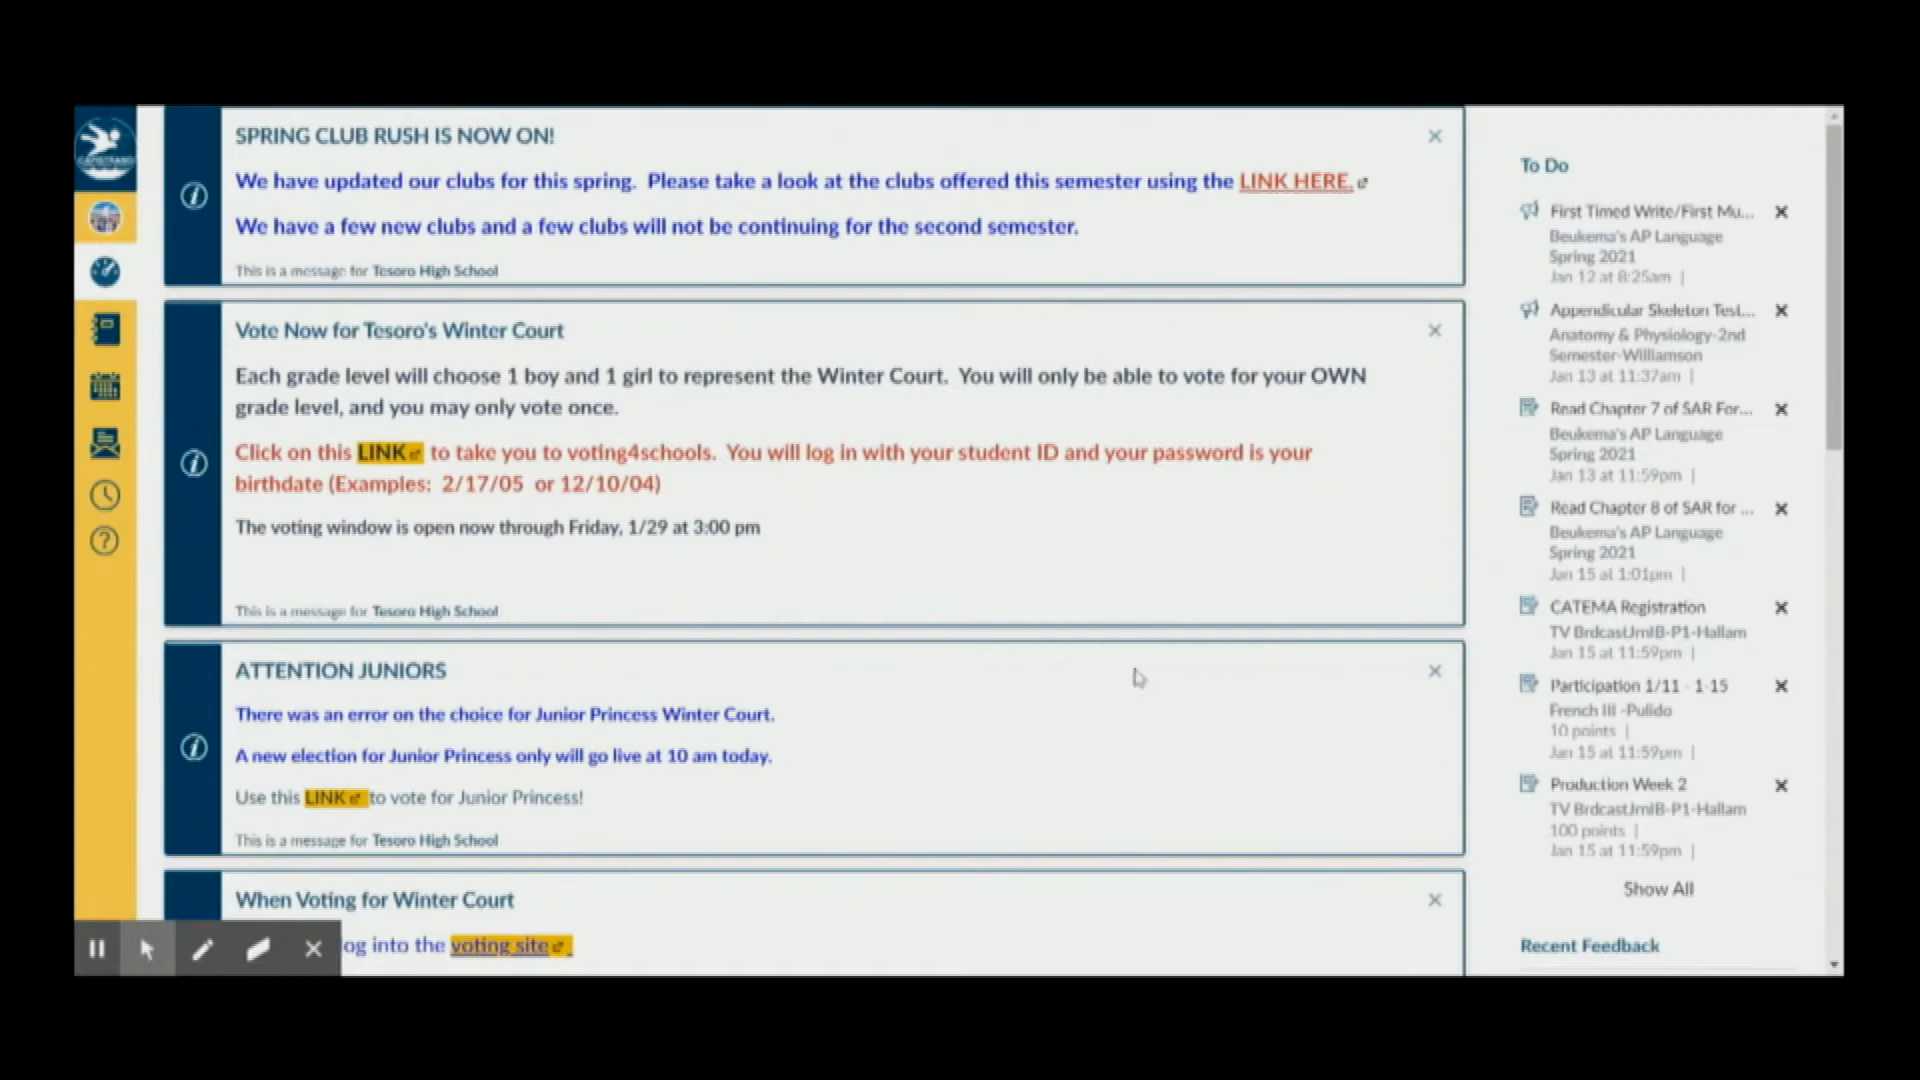 SPRING CLUB RUSH IS NOW ON!
We have updated our clubs for this spring. Please take a look at the clubs offered this semester using the LINK HERE.
We have a few new clubs and a few clubs will not be continuing for the second semester.
This is a message for Tesoro High School
Vote Now for Tesoro's Winter Court
Each grade level will choose 1 boy and 1 girl to represent the Winter Court. You will only be able to vote for your OWN
grade level, and you may only vote once.
Click on this LINK to take you to voting4schools. You will log in with your student ID and your password is your
birthdate (Examples: 2/17/05 or 12/10/04)
The voting window is open now through Friday, 1/29 at 3:00 pm
This is a message for Tesoro High School
ATTENTION JUNIORS
There was an error on the choice for Junior Princess Winter Court.
A new election for Junior Princess only will go live at 10 am today.
Use this LINK to vote for Junior Princess!
This is a message for Tesoro High School
When Voting for Winter Court
og into the voting site.
To Do
First Timed Write/First Mu...
Beukema's AP Language
Spring 2021
Jan 12 at 8:25am |
Appendicular Skeleton Test...
Anatomy & Physiology-2nd
Semester-Williamson
Jan 13 at 11:37am |
Read Chapter 7 of SAR For...
Beukema's AP Language
Spring 2021
Jan 13 at 11:59pm |
Read Chapter 8 of SAR for ...
Beukema's AP Language
Spring 2021
Jan 15 at 1:01pm |
CATEMA Registration
TV BrdcastJrnlB-P1-Hallam
Jan 15 at 11:59pm |
Participation 1/11 - 1-15
French III -Pulido
10 points |
Jan 15 at 11:59pm |
Production Week 2
TV BrdcastJrnlB-P1-Hallam
100 points |
Jan 15 at 11:59pm |
Show All
Recent Feedback